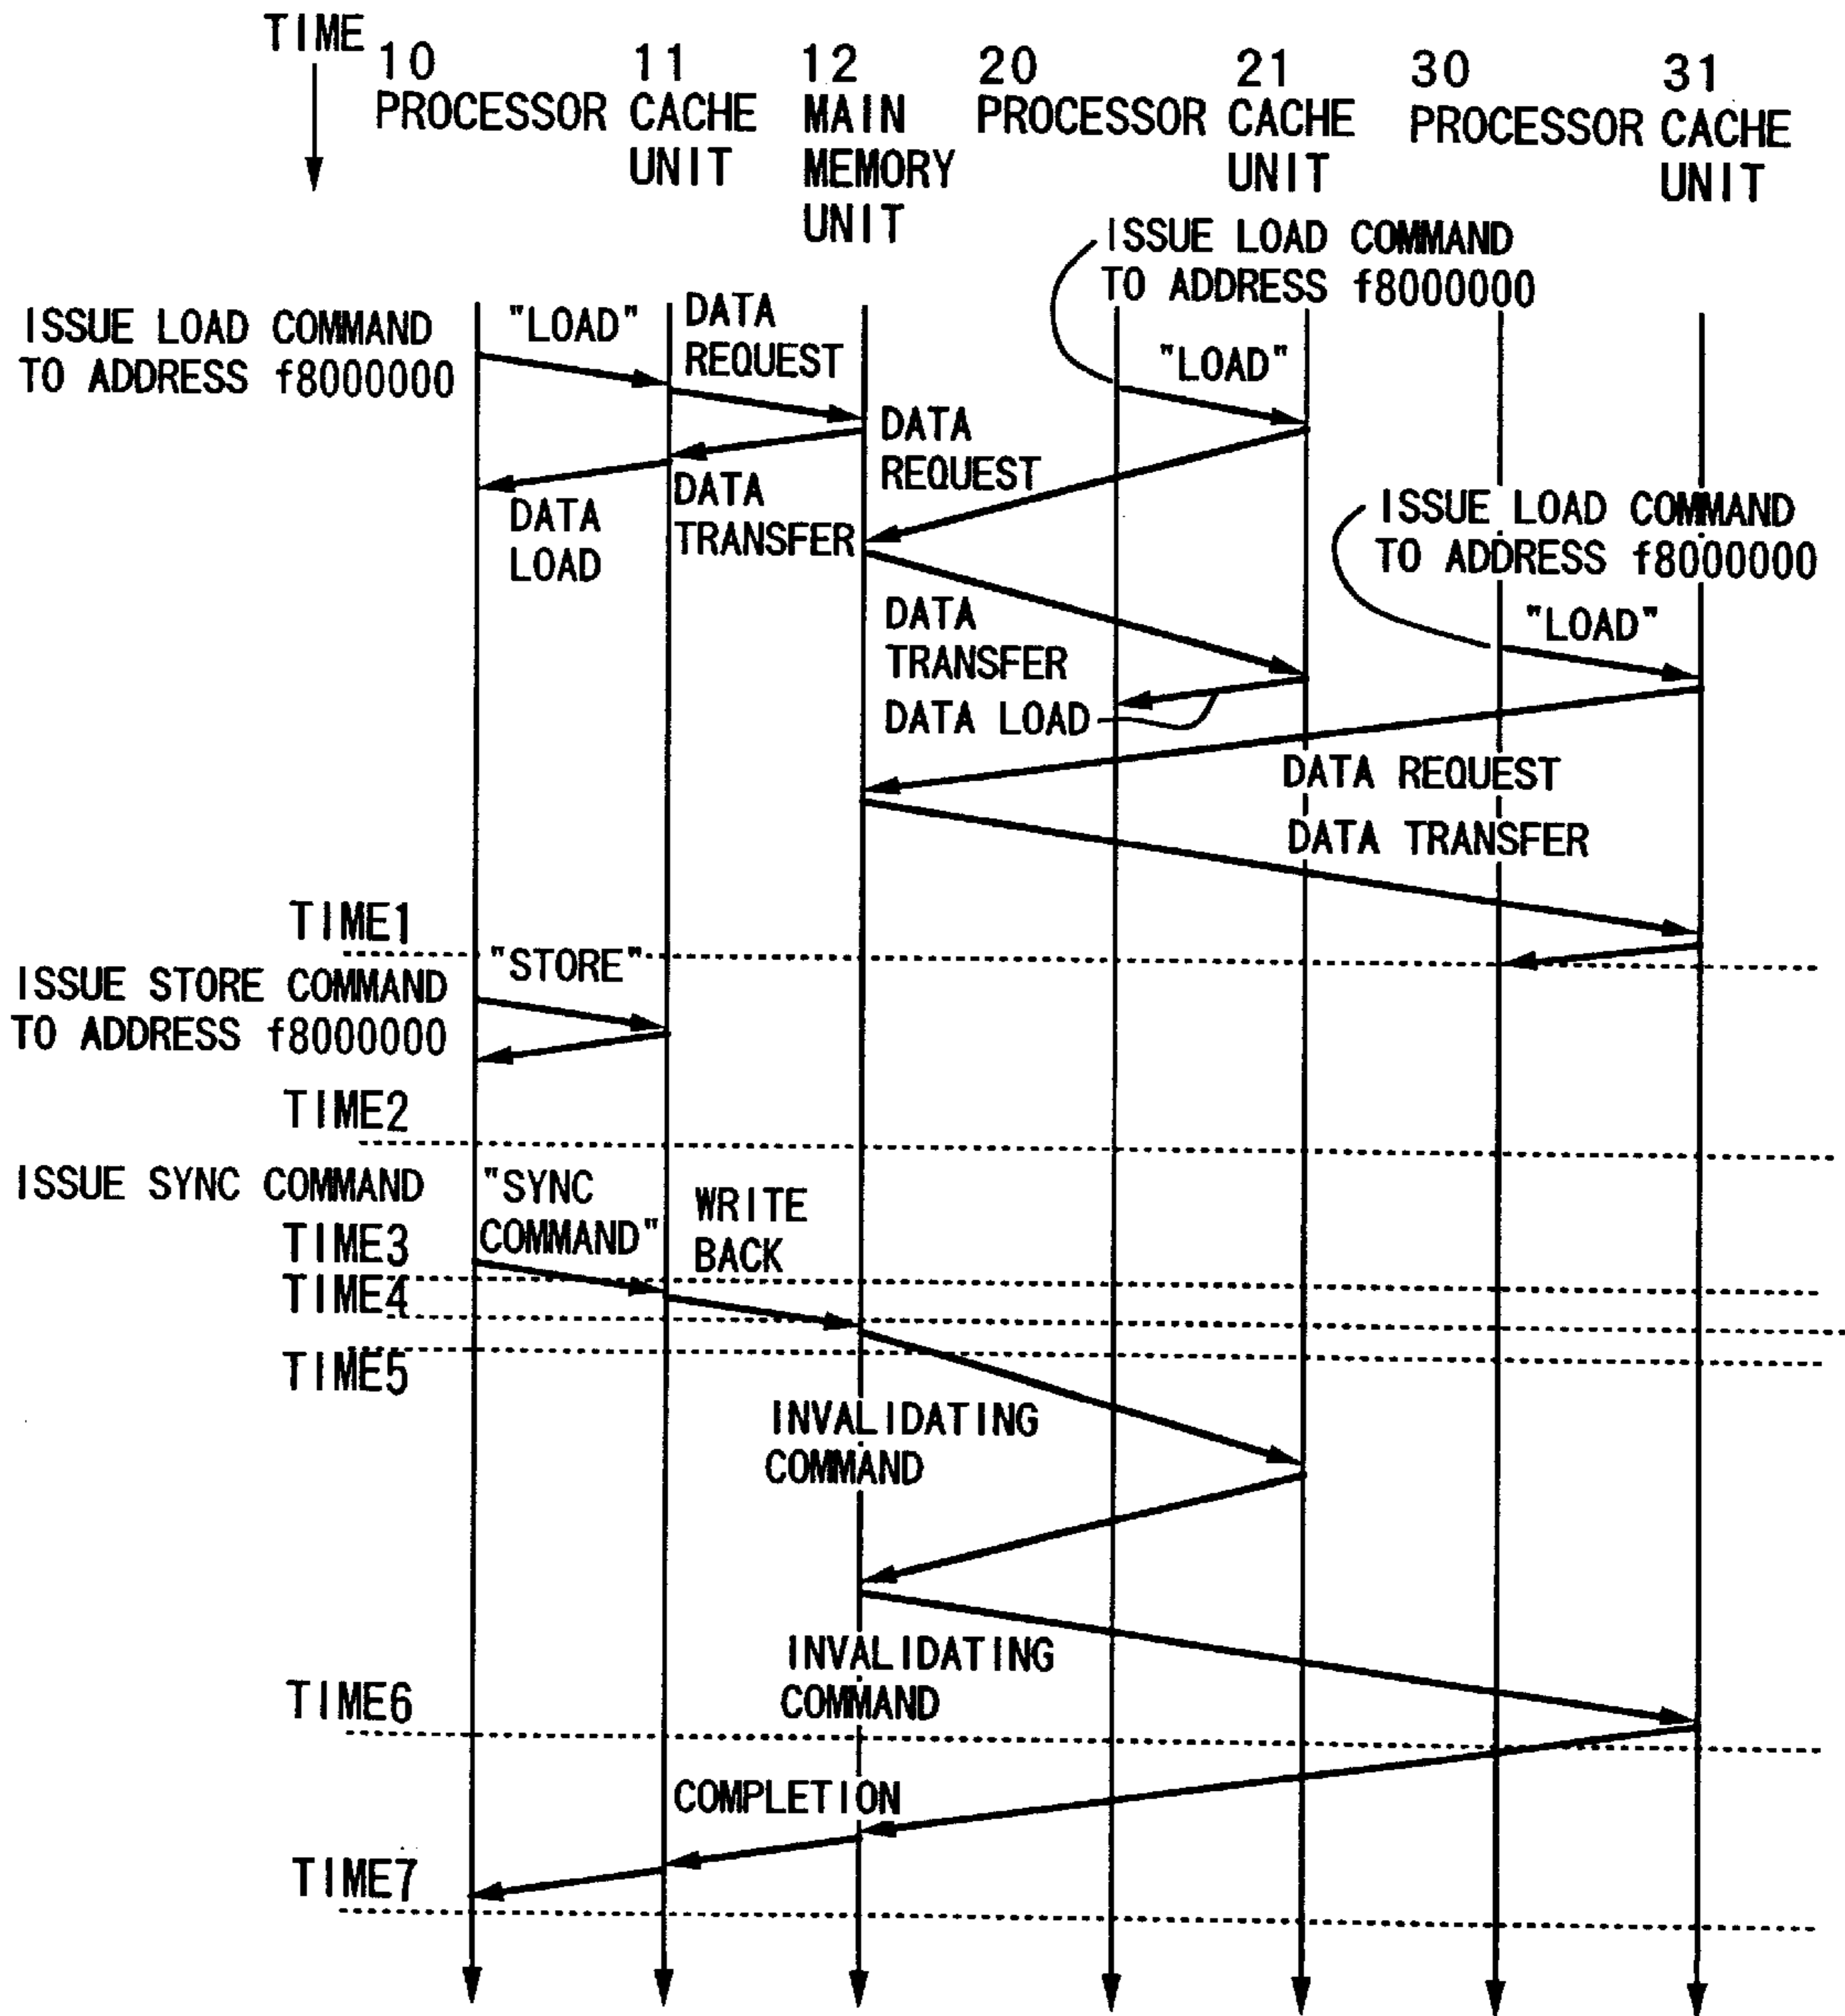 TIME
10
PROCESSOR
11
CACHE
UNIT
12
MAIN
MEMORY
UNIT
20
PROCESSOR
21
CACHE
UNIT
30
PROCESSOR
31
CACHE
UNIT
ISSUE LOAD COMMAND
TO ADDRESS f8000000
ISSUE LOAD COMMAND
TO ADDRESS f8000000
"LOAD"
DATA
REQUEST
"LOAD"
DATA
REQUEST
DATA
TRANSFER
DATA
LOAD
ISSUE LOAD COMMAND
TO ADDRESS f8000000
"LOAD"
DATA
TRANSFER
DATA LOAD
DATA REQUEST
DATA TRANSFER
TIME1
"STORE"
ISSUE STORE COMMAND
TO ADDRESS f8000000
TIME2
ISSUE SYNC COMMAND
"SYNC
COMMAND"
WRITE
BACK
TIME3
TIME4
TIME5
INVALIDATING
COMMAND
INVALIDATING
COMMAND
TIME6
COMPLETION
TIME7